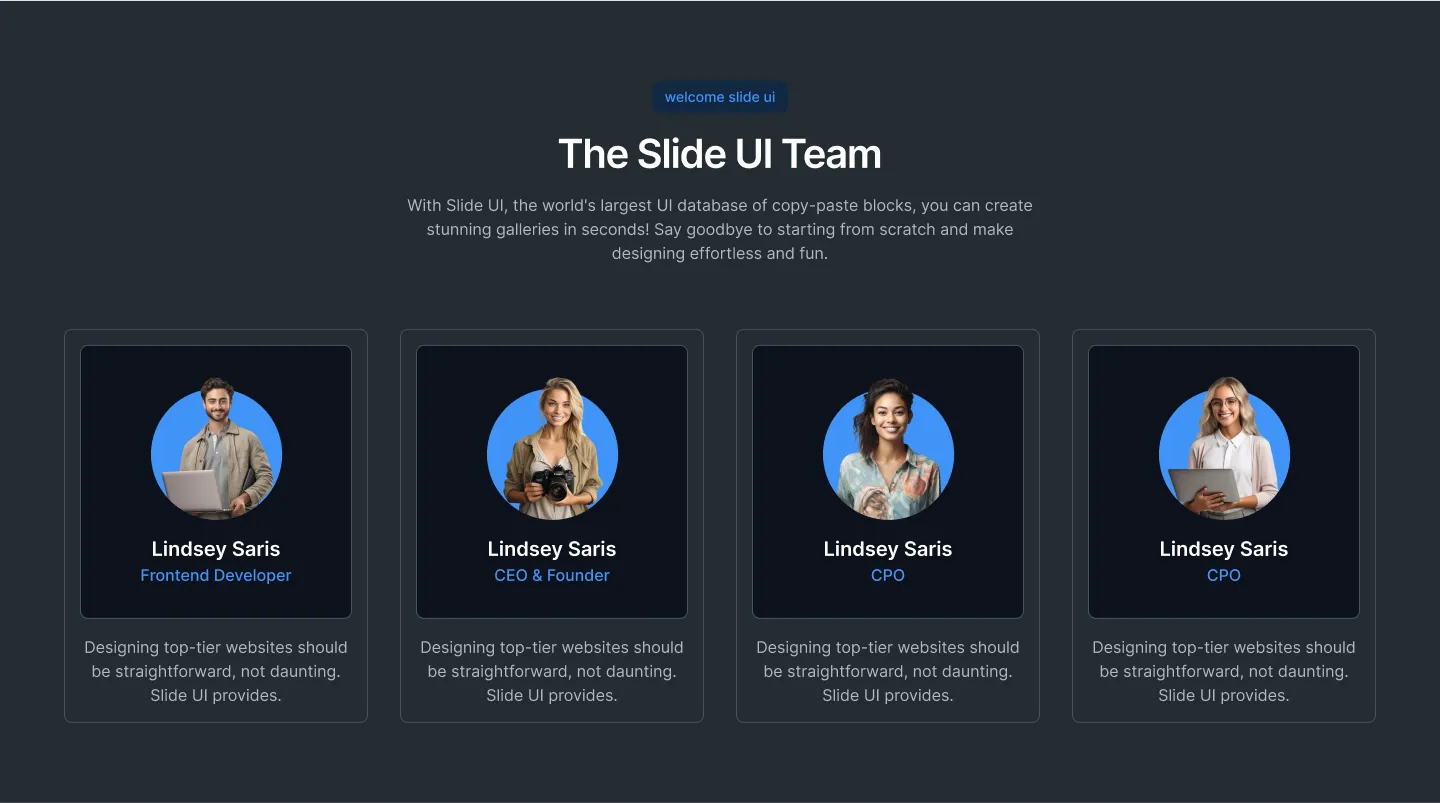 welcome slide ui
The Slide UI Team
With Slide UI, the world's largest UI database of copy-paste blocks, you can create
stunning galleries in seconds! Say goodbye to starting from scratch and make
designing effortless and fun.
Lindsey Saris
Frontend Developer
Designing top-tier websites should
be straightforward, not daunting.
Slide UI provides.
Lindsey Saris
CEO & Founder
Designing top-tier websites should
be straightforward, not daunting.
Slide UI provides.
Lindsey Saris
CPO
Designing top-tier websites should
be straightforward, not daunting.
Slide UI provides.
Lindsey Saris
CPO
Designing top-tier websites should
be straightforward, not daunting.
Slide UI provides.